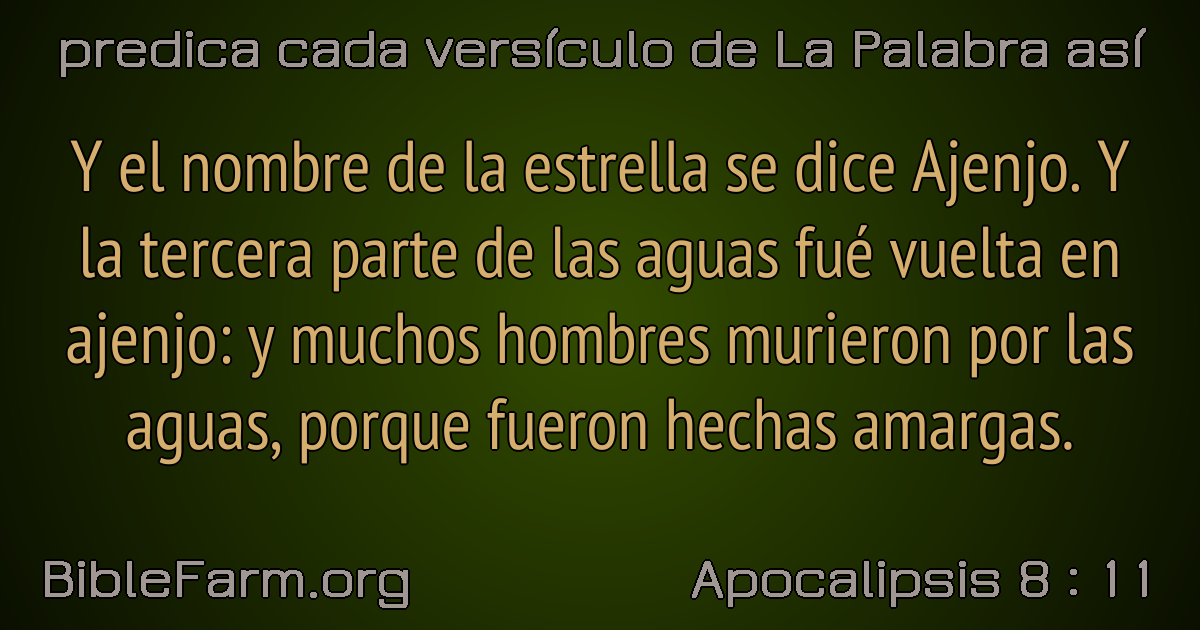 predica cada versículo de La Palabra así
Y el nombre de la estrella se dice Ajenjo. Y
la tercera parte de las aguas fué vuelta en
ajenjo: y muchos hombres murieron por las
aguas, porque fueron hechas amargas.
BibleFarm.org
Apocalipsis 8 : 11